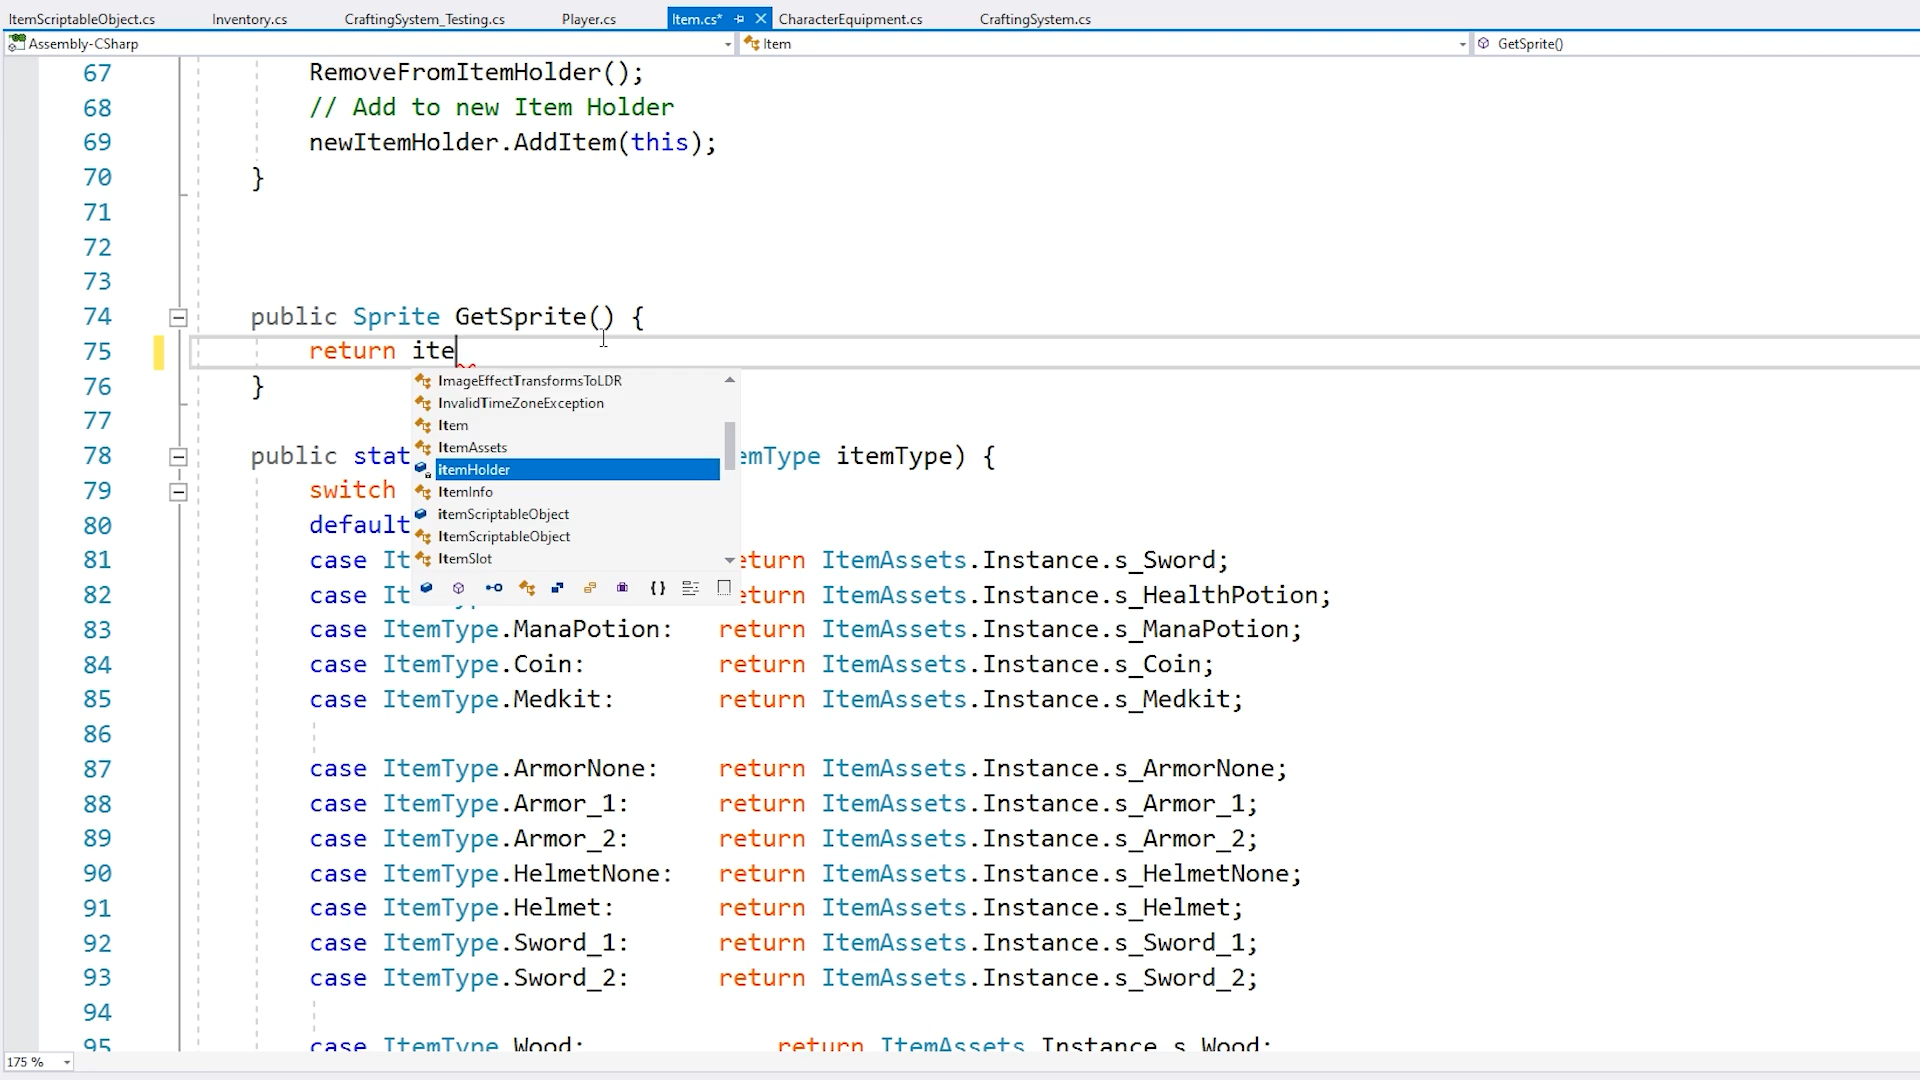 ItemScriptableObject.cs Inventory.cs CraftingSystem_Testing.cs Player.cs Item.cs* CharacterEquipment.cs CraftingSystem.cs
Assembly-CSharp Item GetSprite()
67 RemoveFromItemHolder();
68 // Add to new Item Holder
69 newItemHolder.AddItem(this);
70 }
71
72
73
74 public Sprite GetSprite() {
75 return ite
ImageEffectTransformsToLDR
76 }
InvalidTimeZoneException
77
Item
ItemAssets
78 public stat emType itemType) {
itemHolder
79 switch
ItemInfo
itemScriptableObject
80 default
ItemScriptableObject
ItemSlot
81 case It eturn ItemAssets.Instance.s_Sword;
82 case It eturn ItemAssets.Instance.s_HealthPotion;
83 case ItemType.ManaPotion: return ItemAssets.Instance.s_ManaPotion;
84 case ItemType.Coin: return ItemAssets.Instance.s_Coin;
85 case ItemType.Medkit: return ItemAssets.Instance.s_Medkit;
86
87 case ItemType.ArmorNone: return ItemAssets.Instance.s_ArmorNone;
88 case ItemType.Armor_1: return ItemAssets.Instance.s_Armor_1;
89 case ItemType.Armor_2: return ItemAssets.Instance.s_Armor_2;
90 case ItemType.HelmetNone: return ItemAssets.Instance.s_HelmetNone;
91 case ItemType.Helmet: return ItemAssets.Instance.s_Helmet;
92 case ItemType.Sword_1: return ItemAssets.Instance.s_Sword_1;
93 case ItemType.Sword_2: return ItemAssets.Instance.s_Sword_2;
94
95 case ItemType.Wood: return ItemAssets.Instance.s_Wood;
175 %